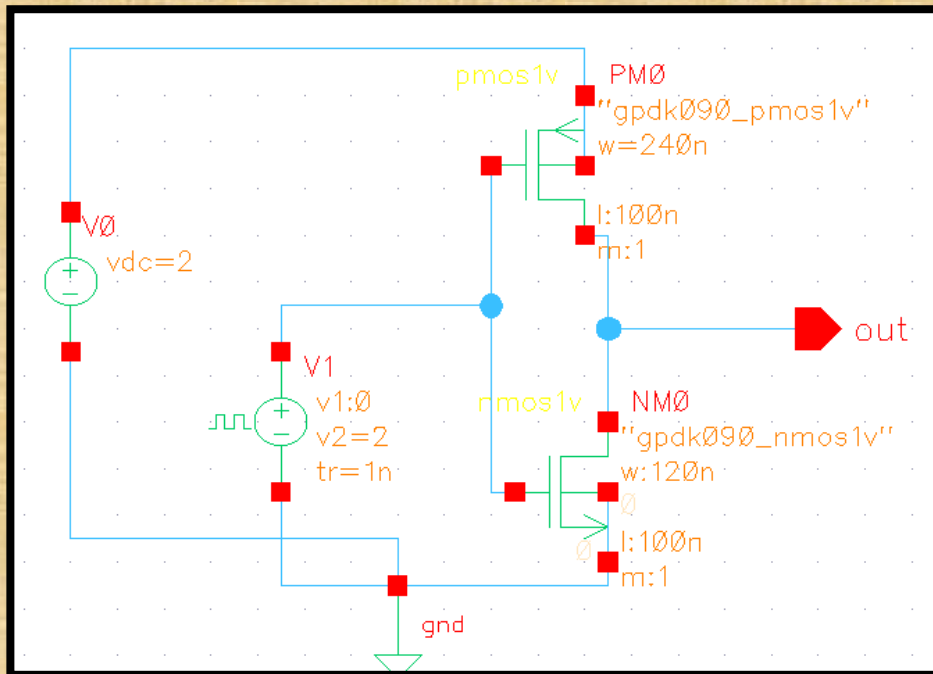 pmos1v
PM0
"gpdk090_pmos1v"
w=240n
l:100n
m:1
V0
vdc=2
V1
v1:0
v2=2
tr=1n
out
nmos1v
NM0
"gpdk090_nmos1v"
w:120n
0
0
l:100n
m:1
gnd